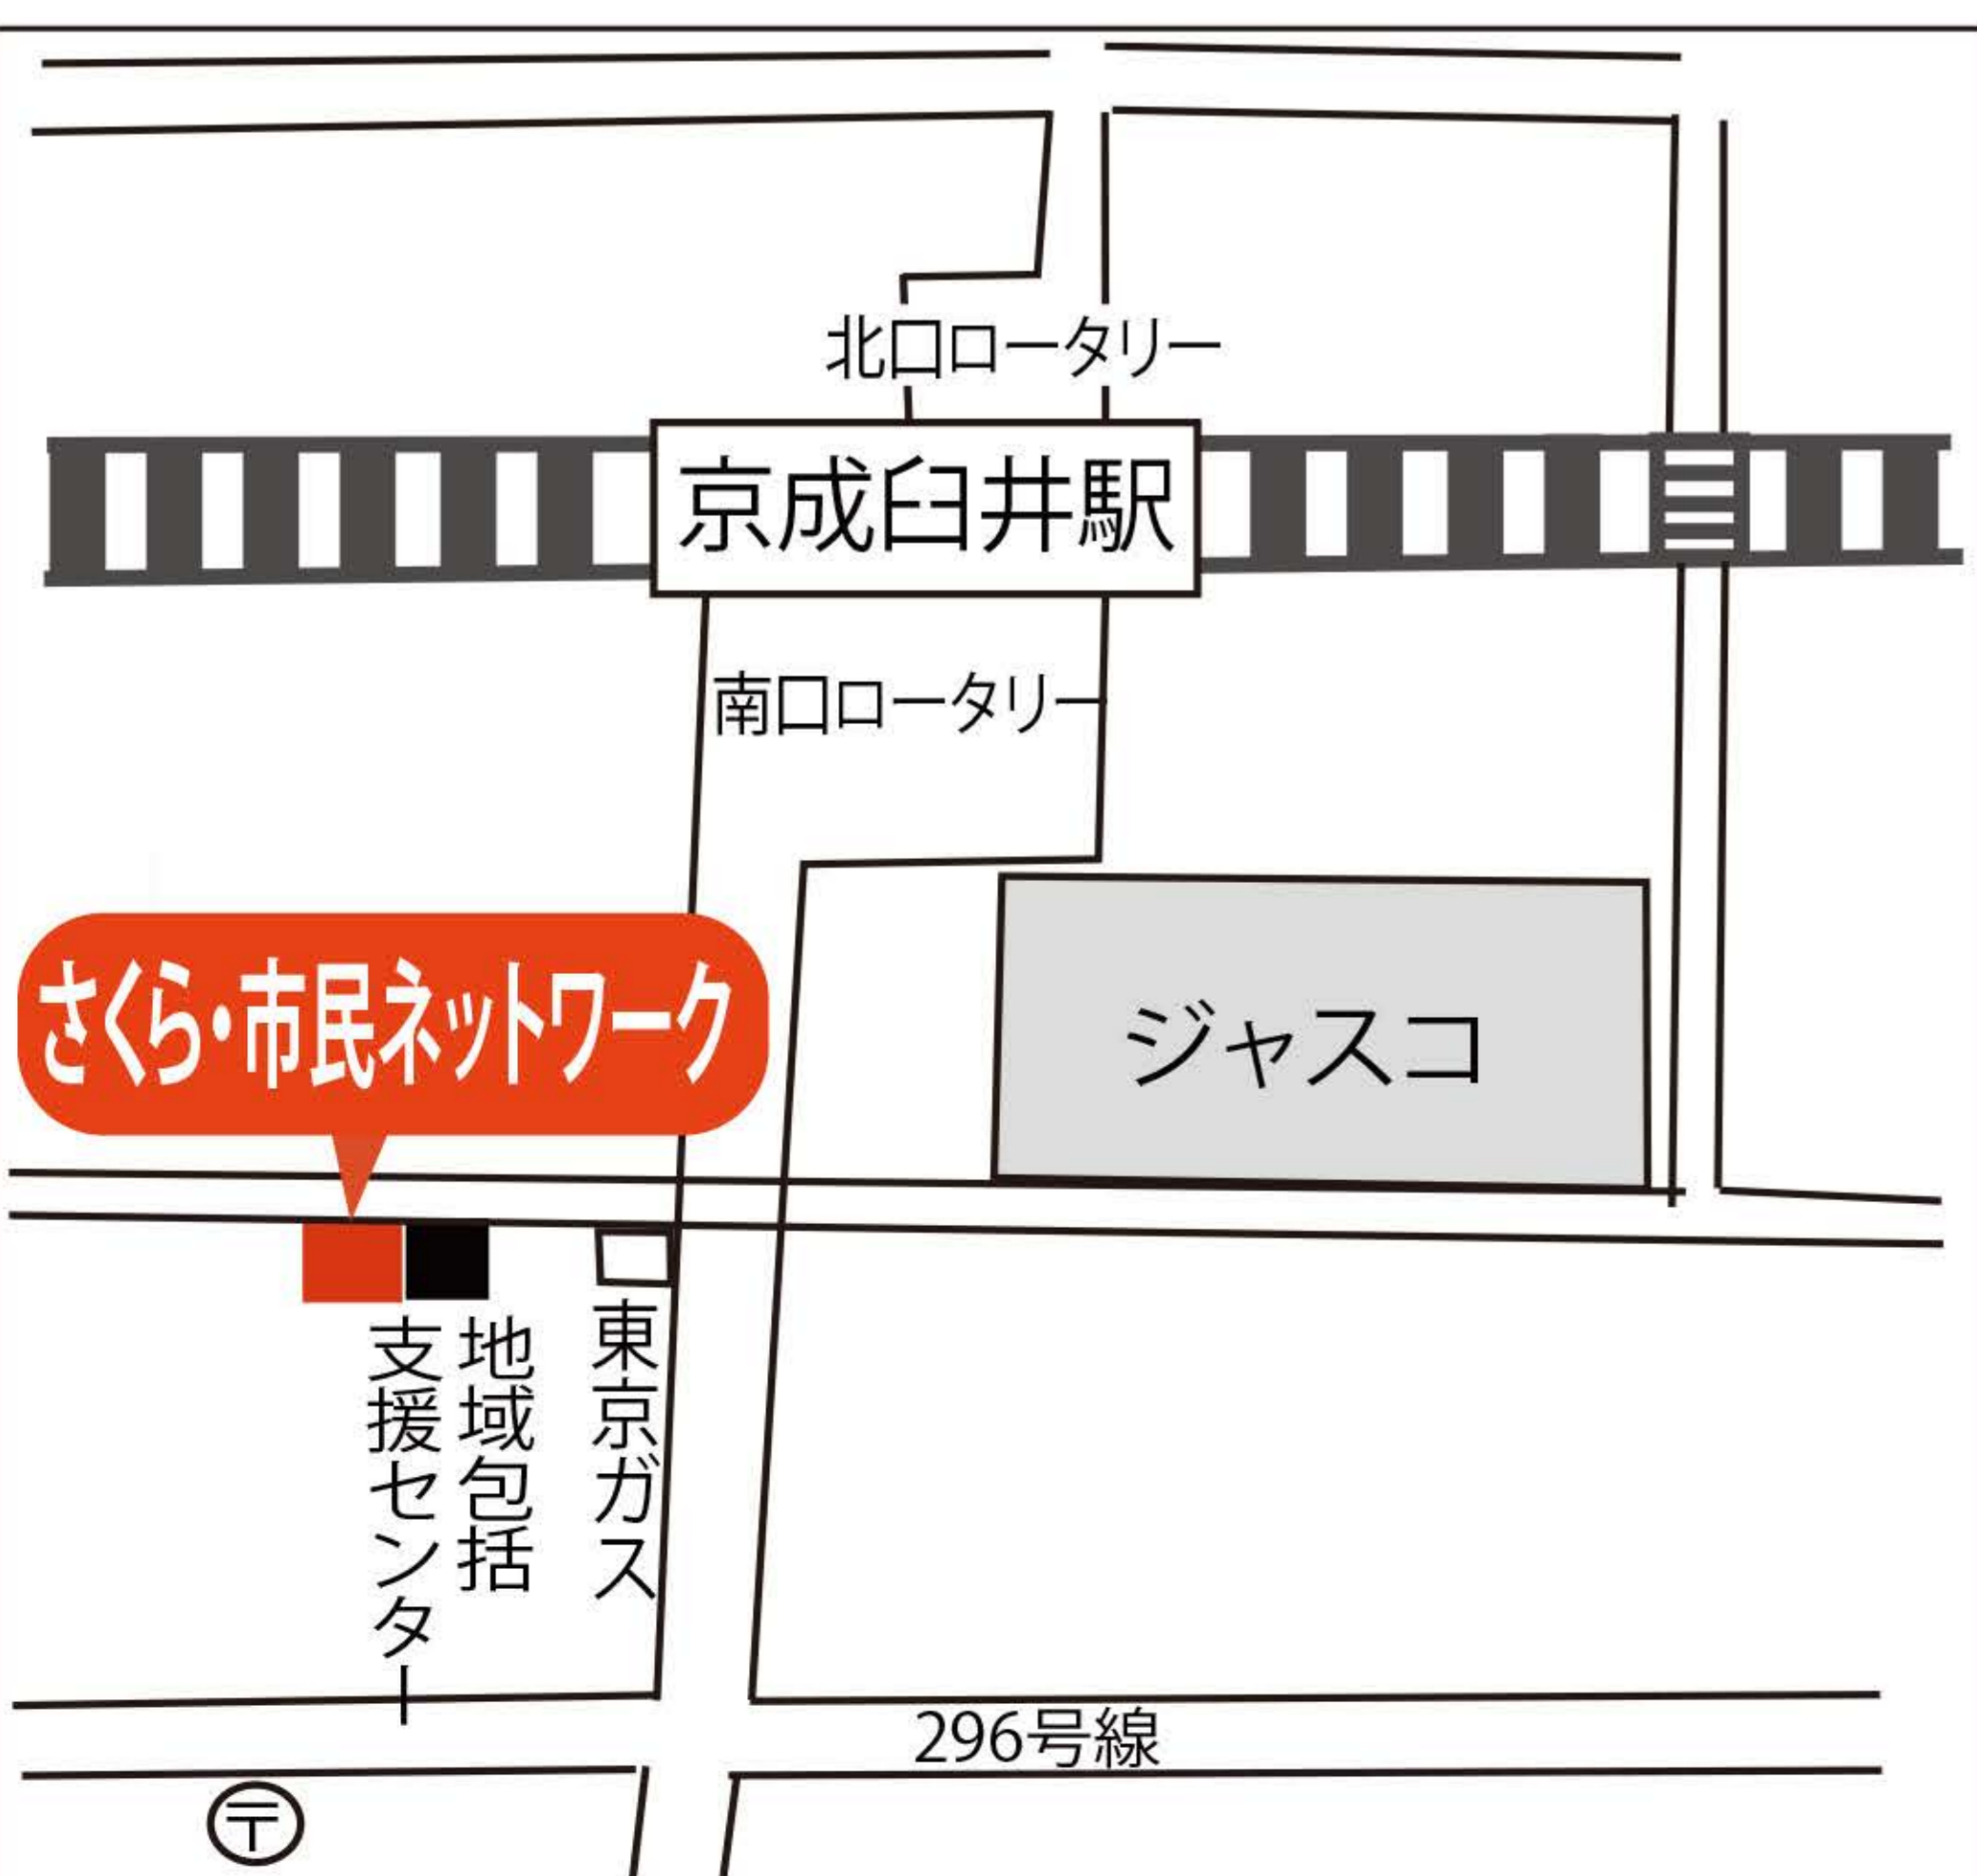 北口ロータリー
京成臼井駅
南口ロータリー
さくら・市民ネットワーク
ジャスコ
地域包括
支援センター
東京ガス
296号線
〒